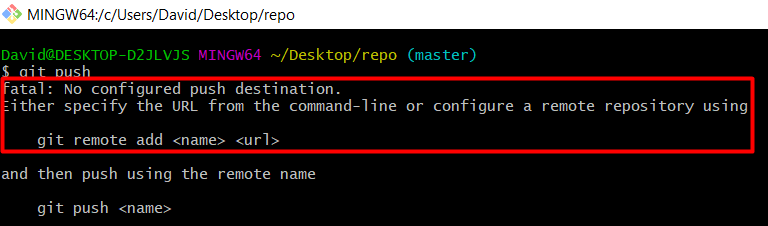 MINGW64:/c/Users/David/Desktop/repo
David@DESKTOP-D2JLVJS MINGW64 ~/Desktop/repo (master)
$ git push
fatal: No configured push destination.
Either specify the URL from the command-line or configure a remote repository using
git remote add <name> <url>
and then push using the remote name
git push <name>